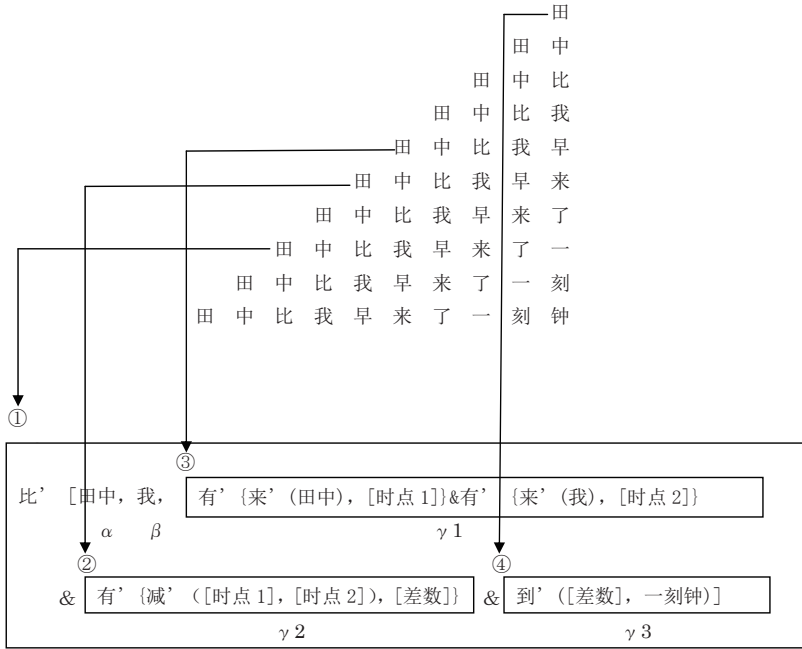 田
田 中
田 中 比
田 中 比 我
田 中 比 我 早
田 中 比 我 早 来
田 中 比 我 早 来 了
田 中 比 我 早 来 了 一
田 中 比 我 早 来 了 一 刻
田 中 比 我 早 来 了 一 刻 钟
①
③
比’ [田中，我， 有’{来’(田中)，[时点1]}&有’ {来’(我)，[时点2]}
α β γ1
② ④
& 有’{减’([时点1]，[时点2])，[差数]} & 到’([差数]，一刻钟)]
γ2 γ3